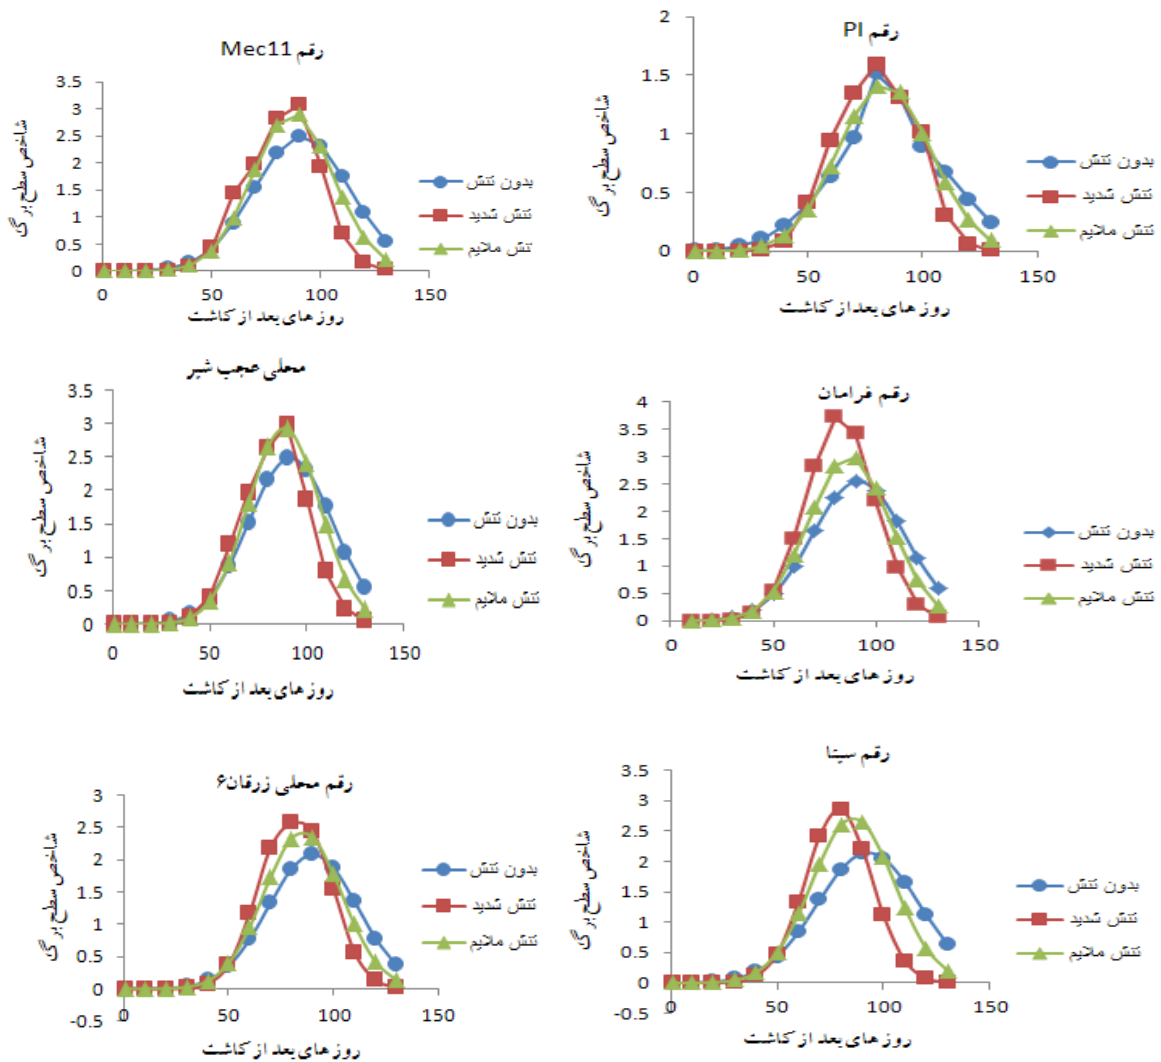 رقم Mec11
3.5
3
2.5
2
1.5
1
0.5
0
0
50
100
150
شاخص سطح برگ
روزهای بعد از کاشت
بدون تنش
تنش شدید
تنش ملایم
رقم PI
2
1.5
1
0.5
0
0
50
100
150
شاخص سطح برگ
روزهای بعد از کاشت
بدون تنش
تنش شدید
تنش ملایم
محلی عجب شیر
3.5
3
2.5
2
1.5
1
0.5
0
0
50
100
150
شاخص سطح برگ
روزهای بعد از کاشت
بدون تنش
تنش شدید
تنش ملایم
رقم فرامان
4
3.5
3
2.5
2
1.5
1
0.5
0
0
50
100
150
شاخص سطح برگ
روزهای بعد از کاشت
بدون تنش
تنش شدید
تنش ملایم
رقم محلی زرقان۶
3
2.5
2
1.5
1
0.5
0
-0.5
0
50
100
150
شاخص سطح برگ
روزهای بعد از کاشت
بدون تنش
تنش شدید
تنش ملایم
رقم سینا
3.5
3
2.5
2
1.5
1
0.5
0
-0.5
0
50
100
150
شاخص سطح برگ
روزهای بعد از کاشت
بدون تنش
تنش شدید
تنش ملایم